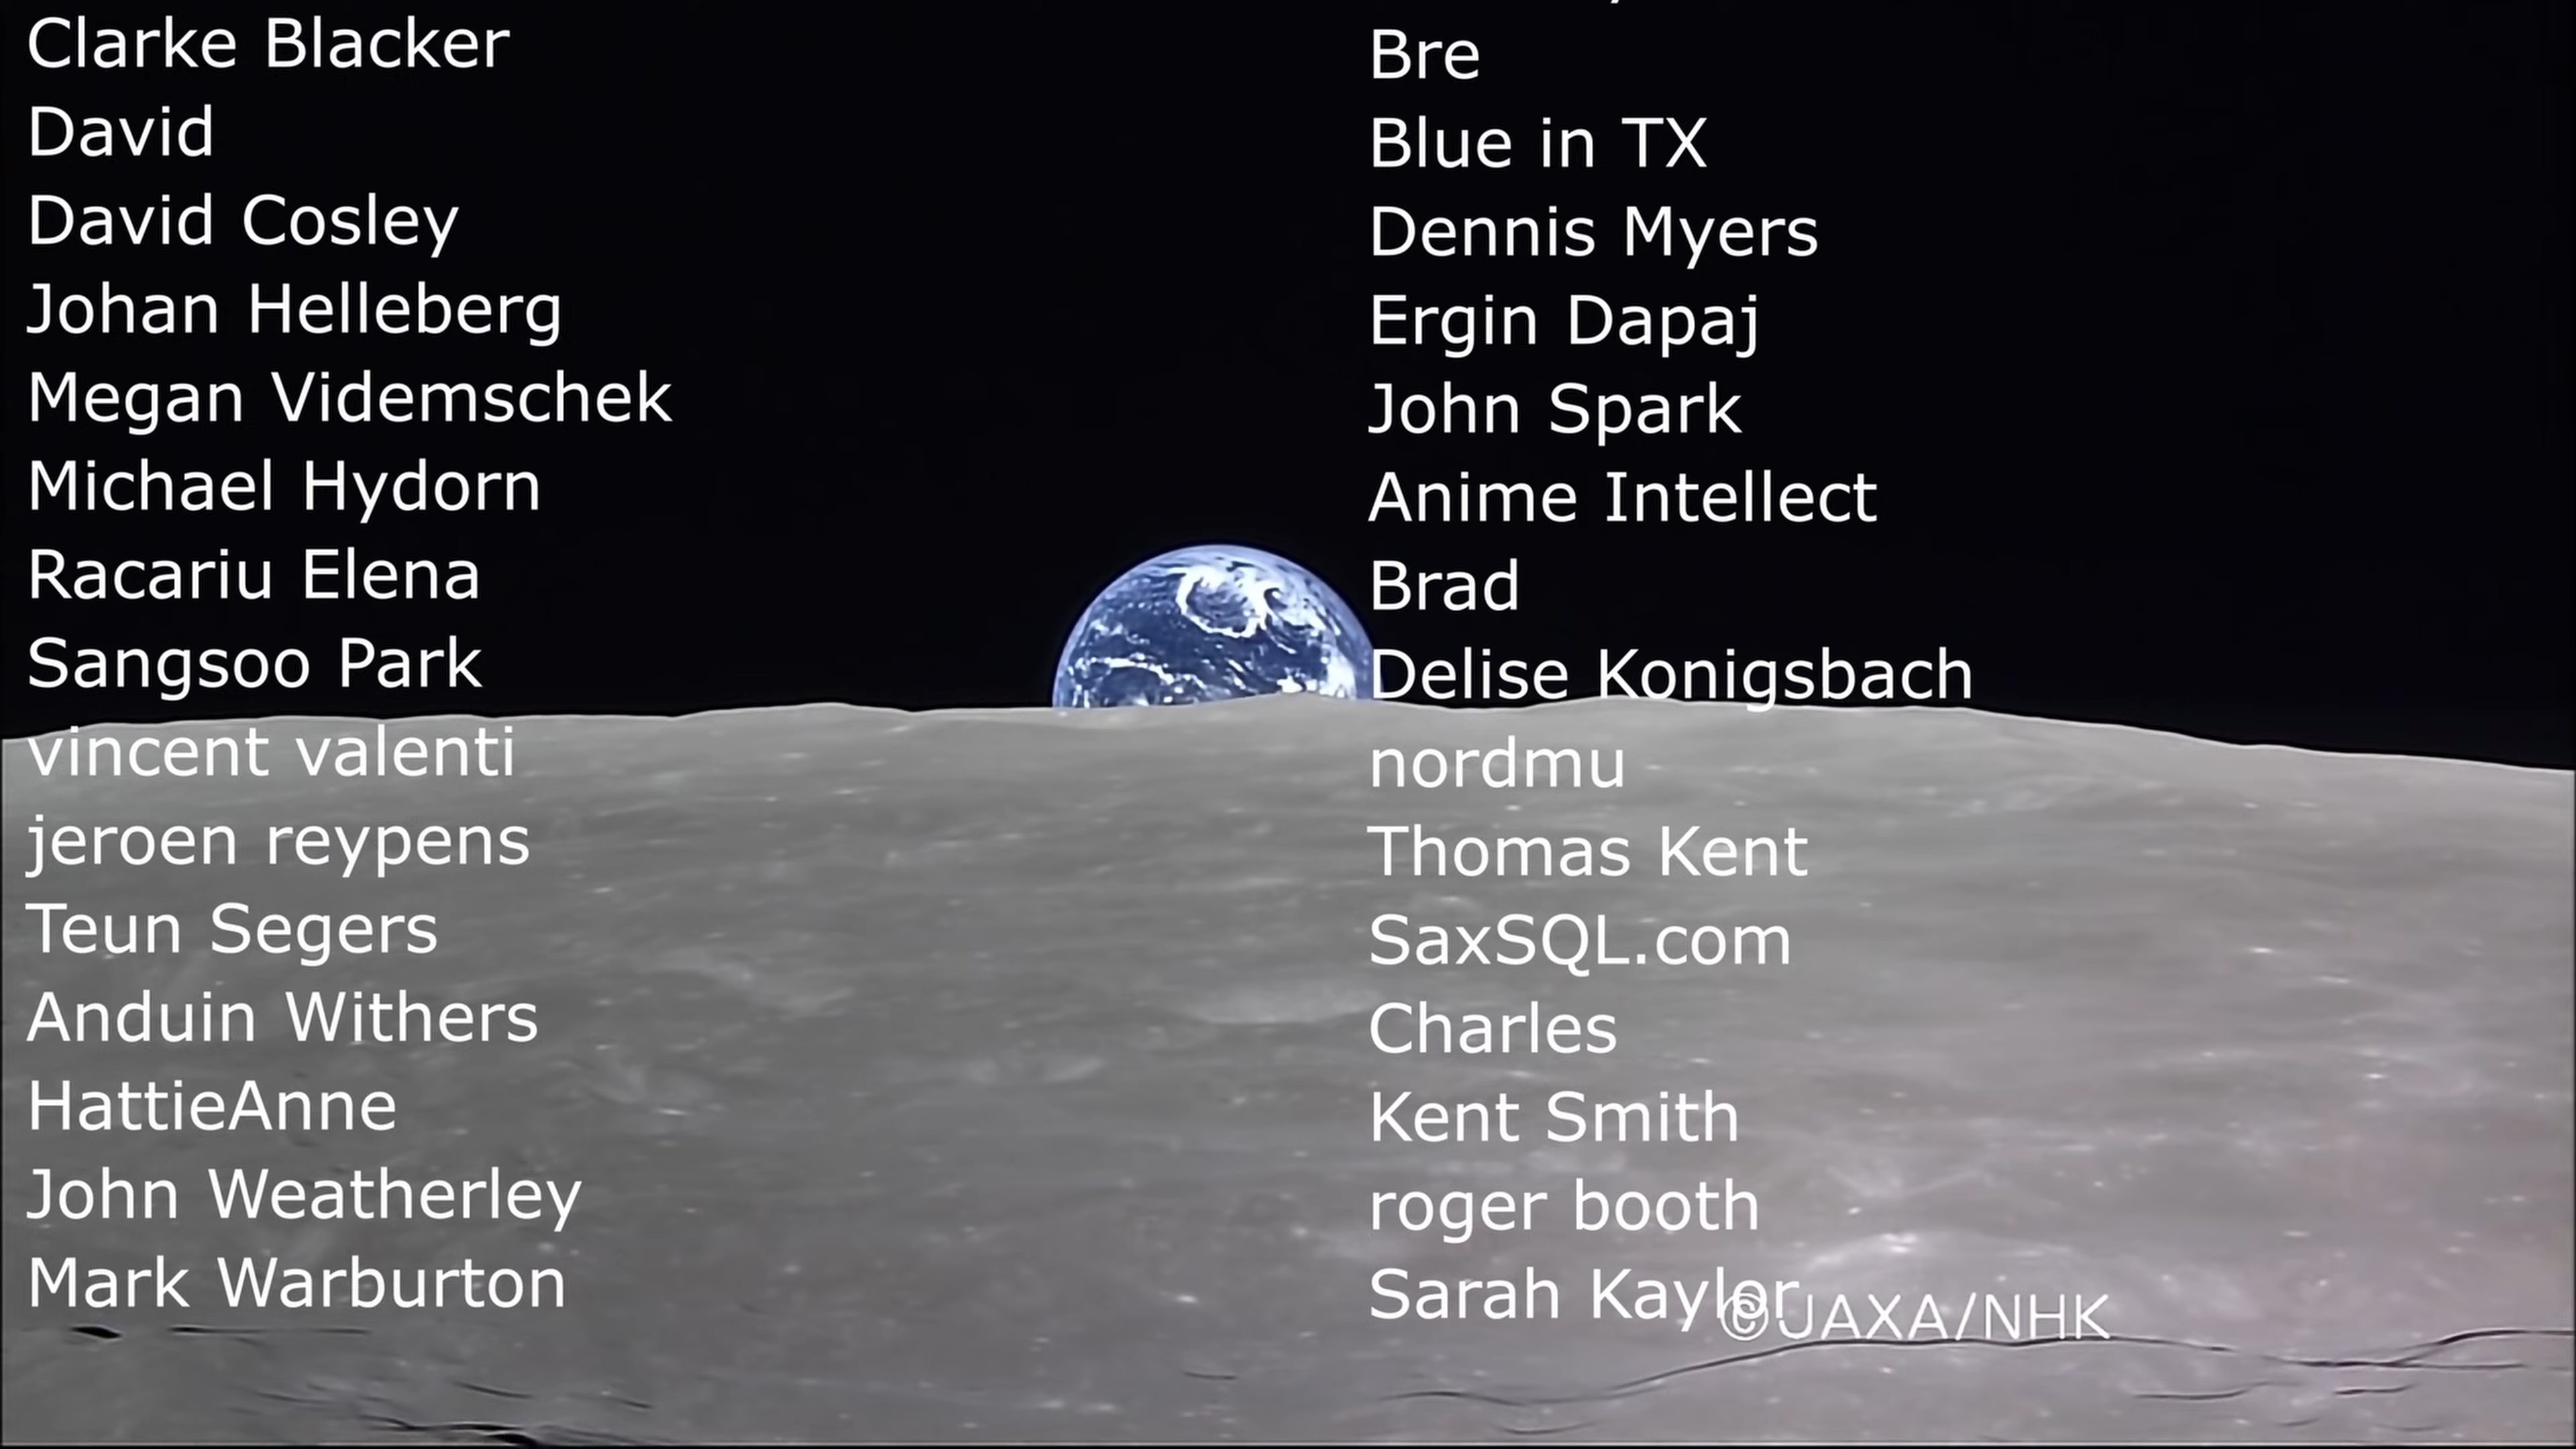 Clarke Blacker
David
David Cosley
Johan Helleberg
Megan Videmschek
Michael Hydorn
Racariu Elena
Sangsoo Park
vincent valenti
jeroen reypens
Teun Segers
Anduin Withers
HattieAnne
John Weatherley
Mark Warburton
Bre
Blue in TX
Dennis Myers
Ergin Dapaj
John Spark
Anime Intellect
Brad
Delise Konigsbach
nordmu
Thomas Kent
SaxSQL.com
Charles
Kent Smith
roger booth
Sarah Kaylor
©JAXA/NHK